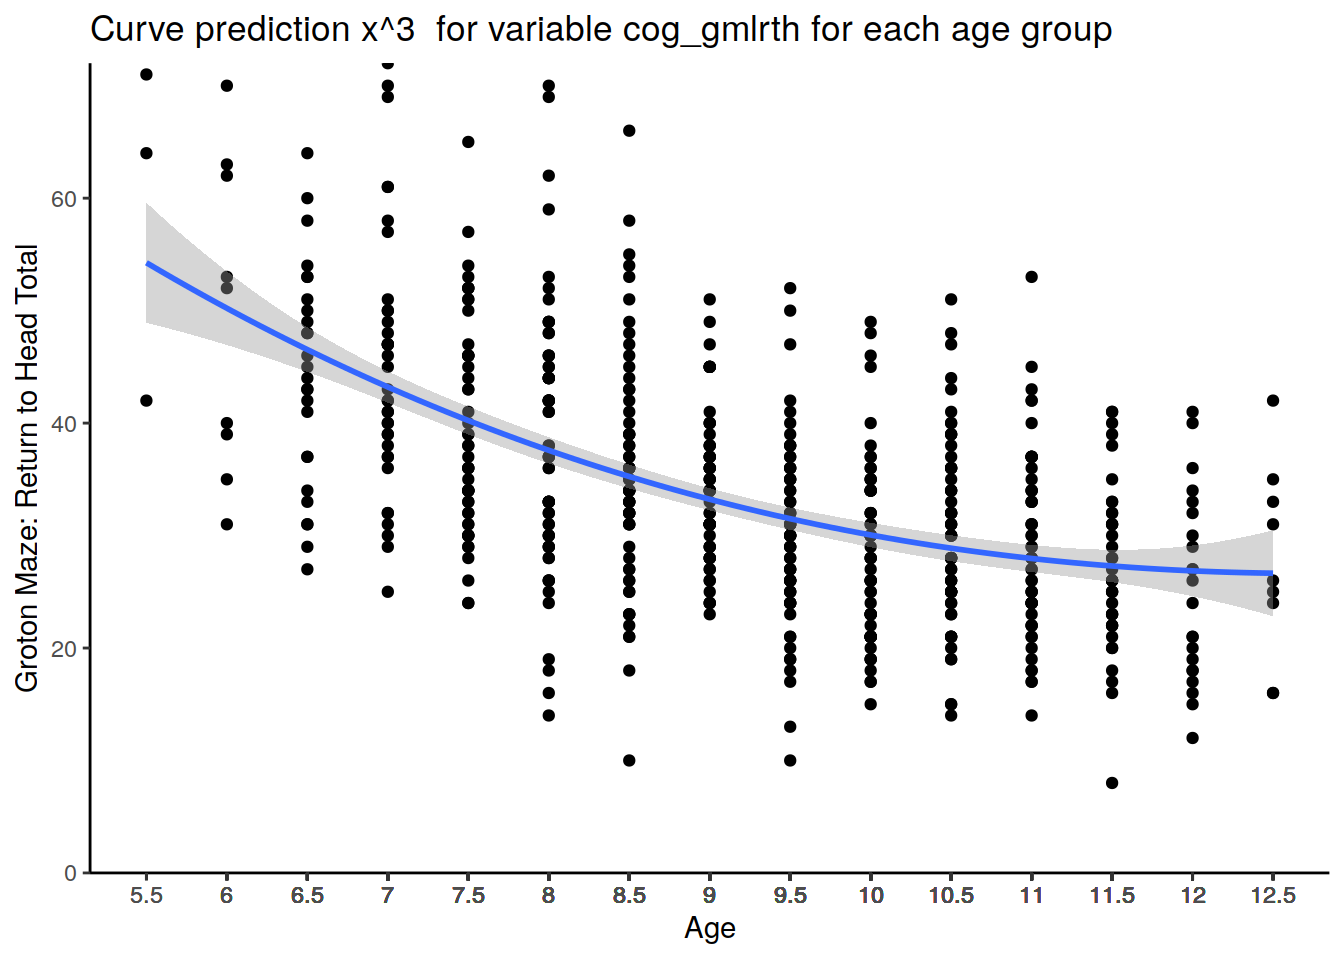 Curve prediction x^3  for variable cog_gmlrth for each age group
Groton Maze: Return to Head Total
60
40
20
0
5.5 6 6.5 7 7.5 8 8.5 9 9.5 10 10.5 11 11.5 12 12.5
Age